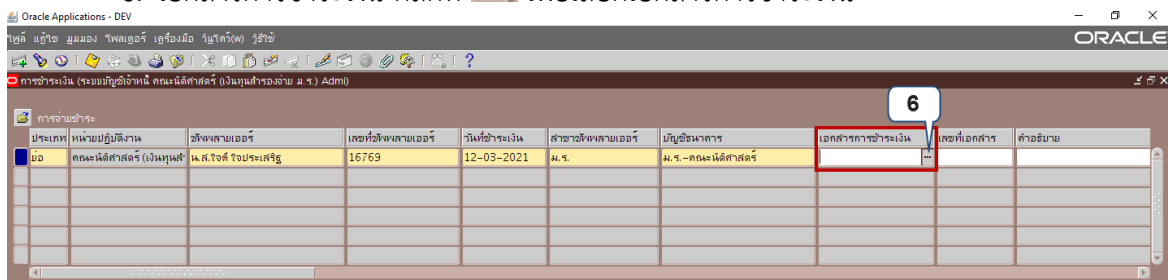 Oracle Applications - DEV
ไฟล์ แก้ไข มุมมอง โฟลเดอร์ เครื่องมือ วินโดว์(w) วิธีใช้
ORACLE
การชำระเงิน (ระบบบัญชีเจ้าหนี้ คณะนิติศาสตร์ (เงินทุนสำรองจ่าย ม.ร.) Admi)
6
การจ่ายชำระ
ประเภท หน่วยปฏิบัติงาน ซัพพลายเออร์ เลขที่ซัพพลายเออร์ วันที่ชำระเงิน สาขาซัพพลายเออร์ บัญชีธนาคาร เอกสารการชำระเงิน เลขที่เอกสาร คำอธิบาย
ย่อ คณะนิติศาสตร์ (เงินทุนสำ น.ส.ใจดี ใจประเสริฐ 16769 12-03-2021 ม.ร. ม.ร.-คณะนิติศาสตร์